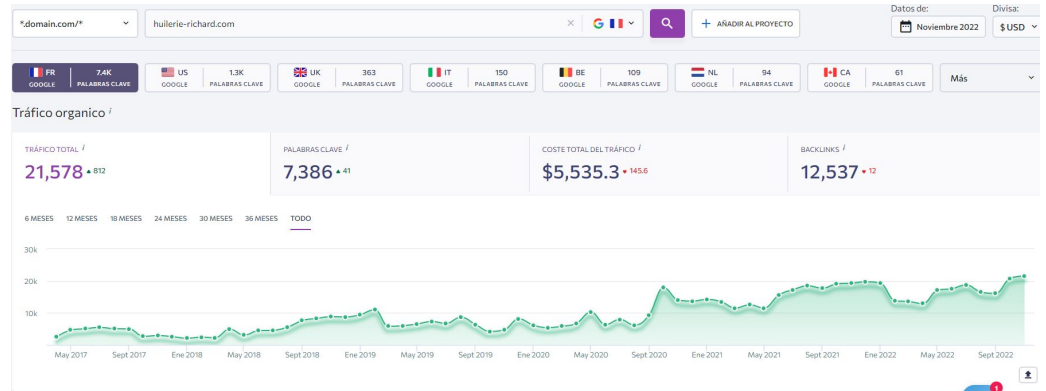 Datos de: Divisa:
*.domain.com/* huilerie-richard.com × G AÑADIR AL PROYECTO Noviembre 2022 $ USD
FR 7.4K US 1.3K UK 363 IT 150 BE 109 NL 94 CA 61 Más
GOOGLE PALABRAS CLAVE GOOGLE PALABRAS CLAVE GOOGLE PALABRAS CLAVE GOOGLE PALABRAS CLAVE GOOGLE PALABRAS CLAVE GOOGLE PALABRAS CLAVE GOOGLE PALABRAS CLAVE
Tráfico organico i
TRÁFICO TOTAL i PALABRAS CLAVE i COSTE TOTAL DEL TRÁFICO i BACKLINKS i
21,578 ▲ 812 7,386 ▲ 41 $5,535.3 ▼ 145.6 12,537 ▼ 12
6 MESES 12 MESES 18 MESES 24 MESES 30 MESES 36 MESES TODO
30k
20k
10k
May 2017 Sept 2017 Ene 2018 May 2018 Sept 2018 Ene 2019 May 2019 Sept 2019 Ene 2020 May 2020 Sept 2020 Ene 2021 May 2021 Sept 2021 Ene 2022 May 2022 Sept 2022
1